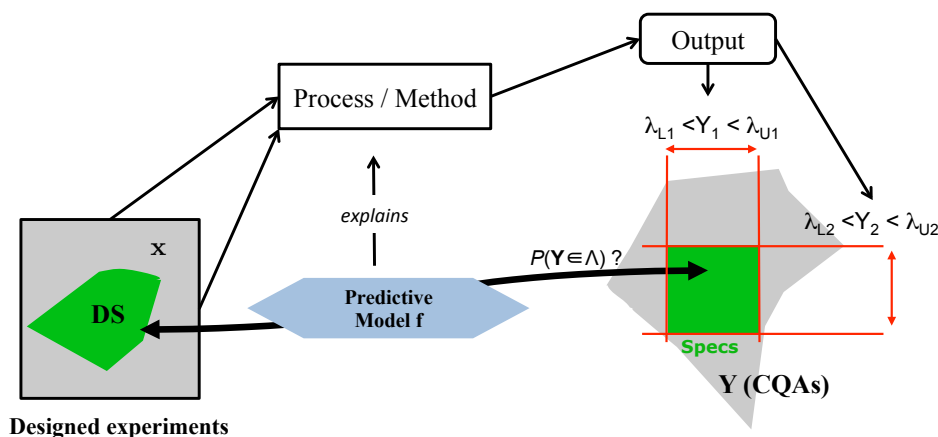 Output
Process / Method
λL1 <Y1 < λU1
explains
x
λL2 <Y2 < λU2
P(Y∈Λ) ?
DS
Predictive
Model f
Specs
Y (CQAs)
Designed experiments